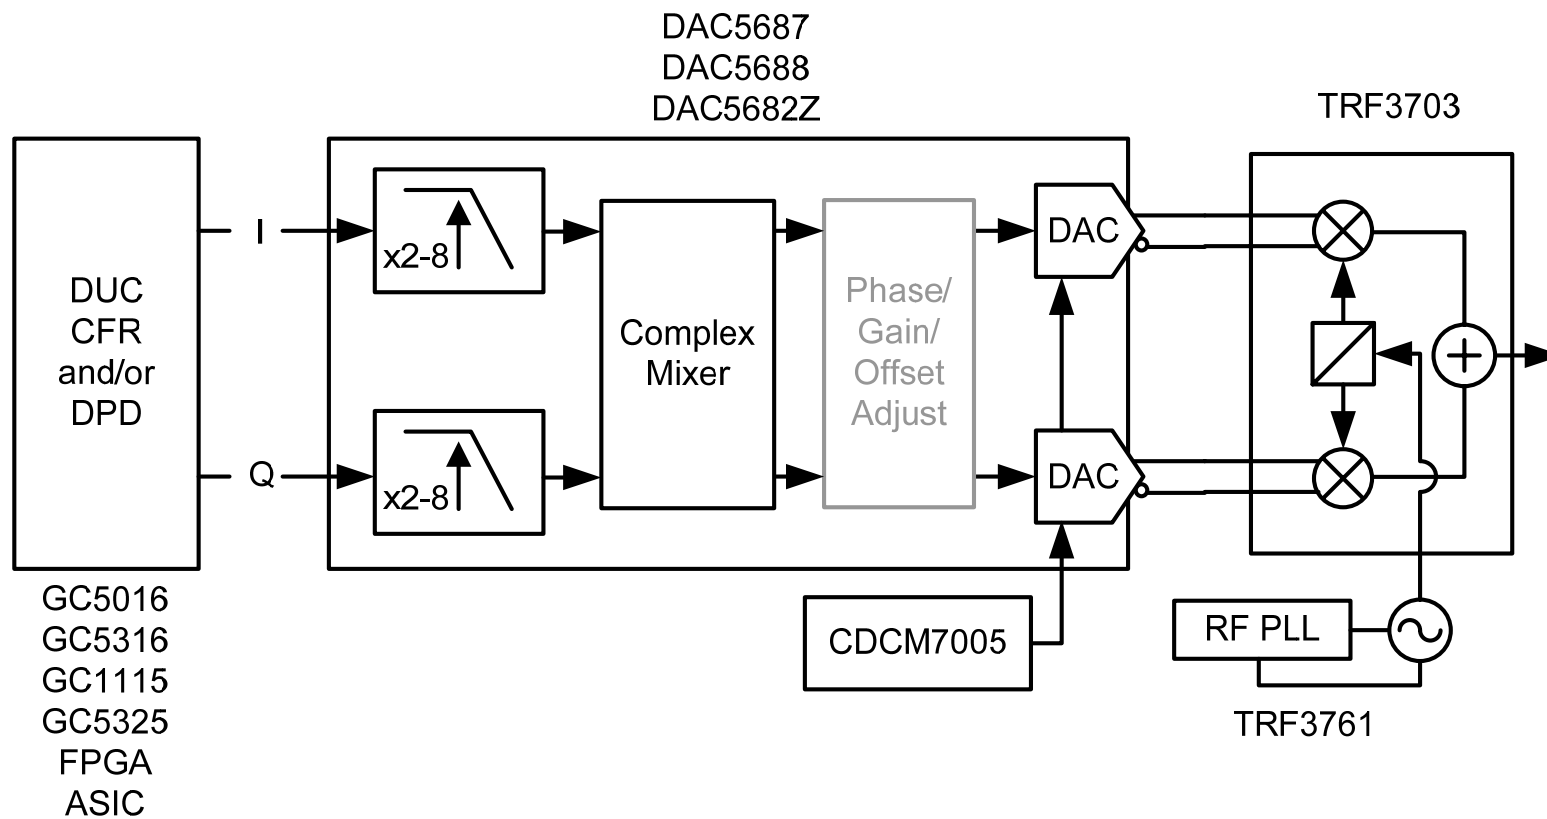 DAC5687
DAC5688
DAC5682Z
TRF3703
I
x2-8
DAC
DUC
CFR
and/or
DPD
Complex
Mixer
Phase/
Gain/
Offset
Adjust
Q
x2-8
DAC
GC5016
GC5316
GC1115
GC5325
FPGA
ASIC
CDCM7005
RF PLL
TRF3761